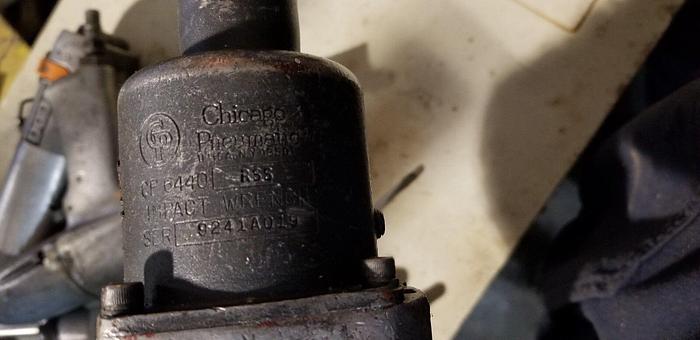 Chicago
Pneumatic
CP 6440 RSS
IMPACT WRENCH
SER 9241A019